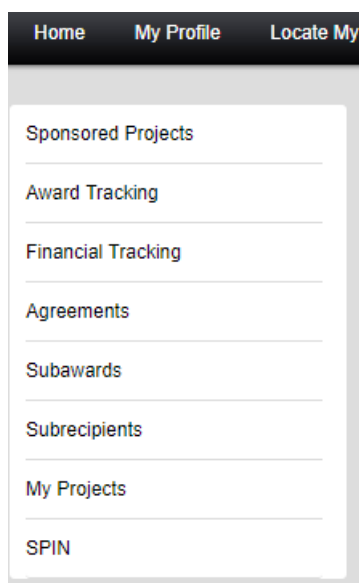 Home My Profile Locate My
Sponsored Projects
Award Tracking
Financial Tracking
Agreements
Subawards
Subrecipients
My Projects
SPIN